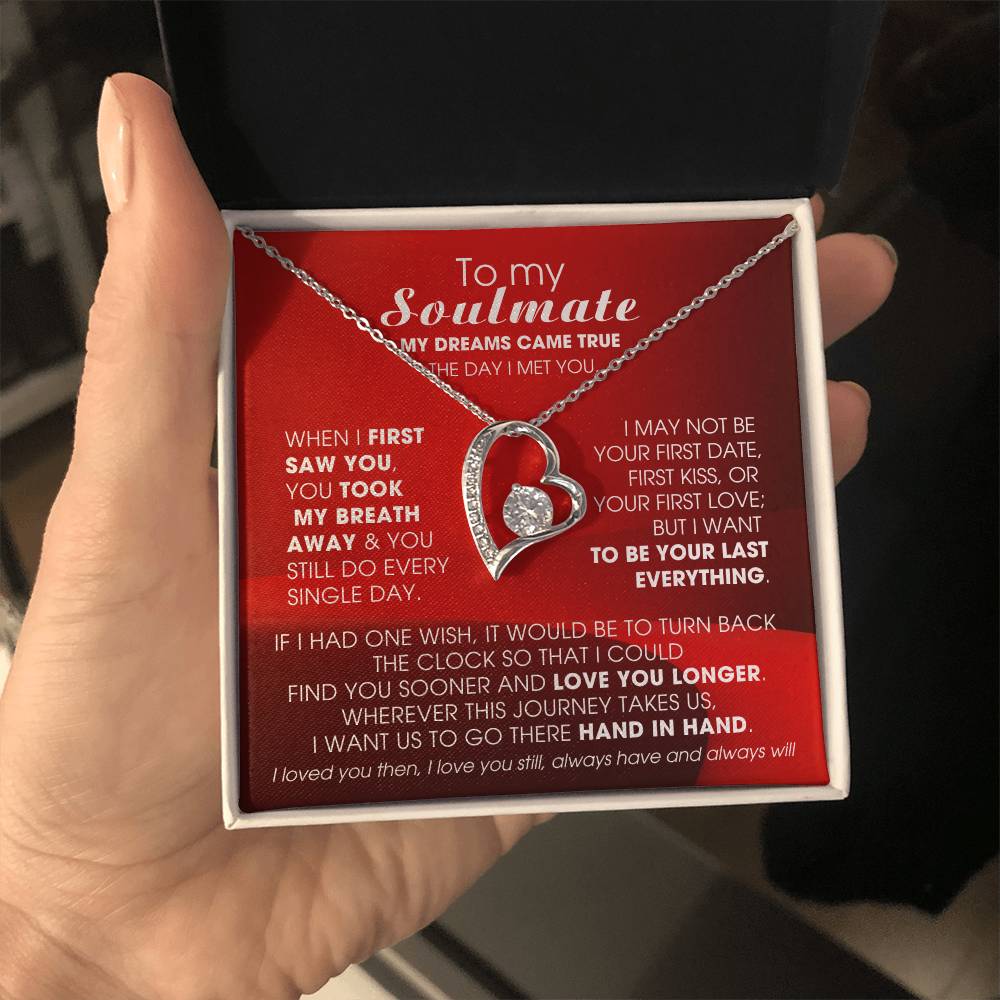 To my
Soulmate
MY DREAMS CAME TRUE
THE DAY I MET YOU.
WHEN I FIRST
SAW YOU,
YOU TOOK
MY BREATH
AWAY & YOU
STILL DO EVERY
SINGLE DAY.
I MAY NOT BE
YOUR FIRST DATE,
FIRST KISS, OR
YOUR FIRST LOVE;
BUT I WANT
TO BE YOUR LAST
EVERYTHING.
IF I HAD ONE WISH, IT WOULD BE TO TURN BACK
THE CLOCK SO THAT I COULD
FIND YOU SOONER AND LOVE YOU LONGER.
WHEREVER THIS JOURNEY TAKES US,
I WANT US TO GO THERE HAND IN HAND.
I loved you then, I love you still, always have and always will